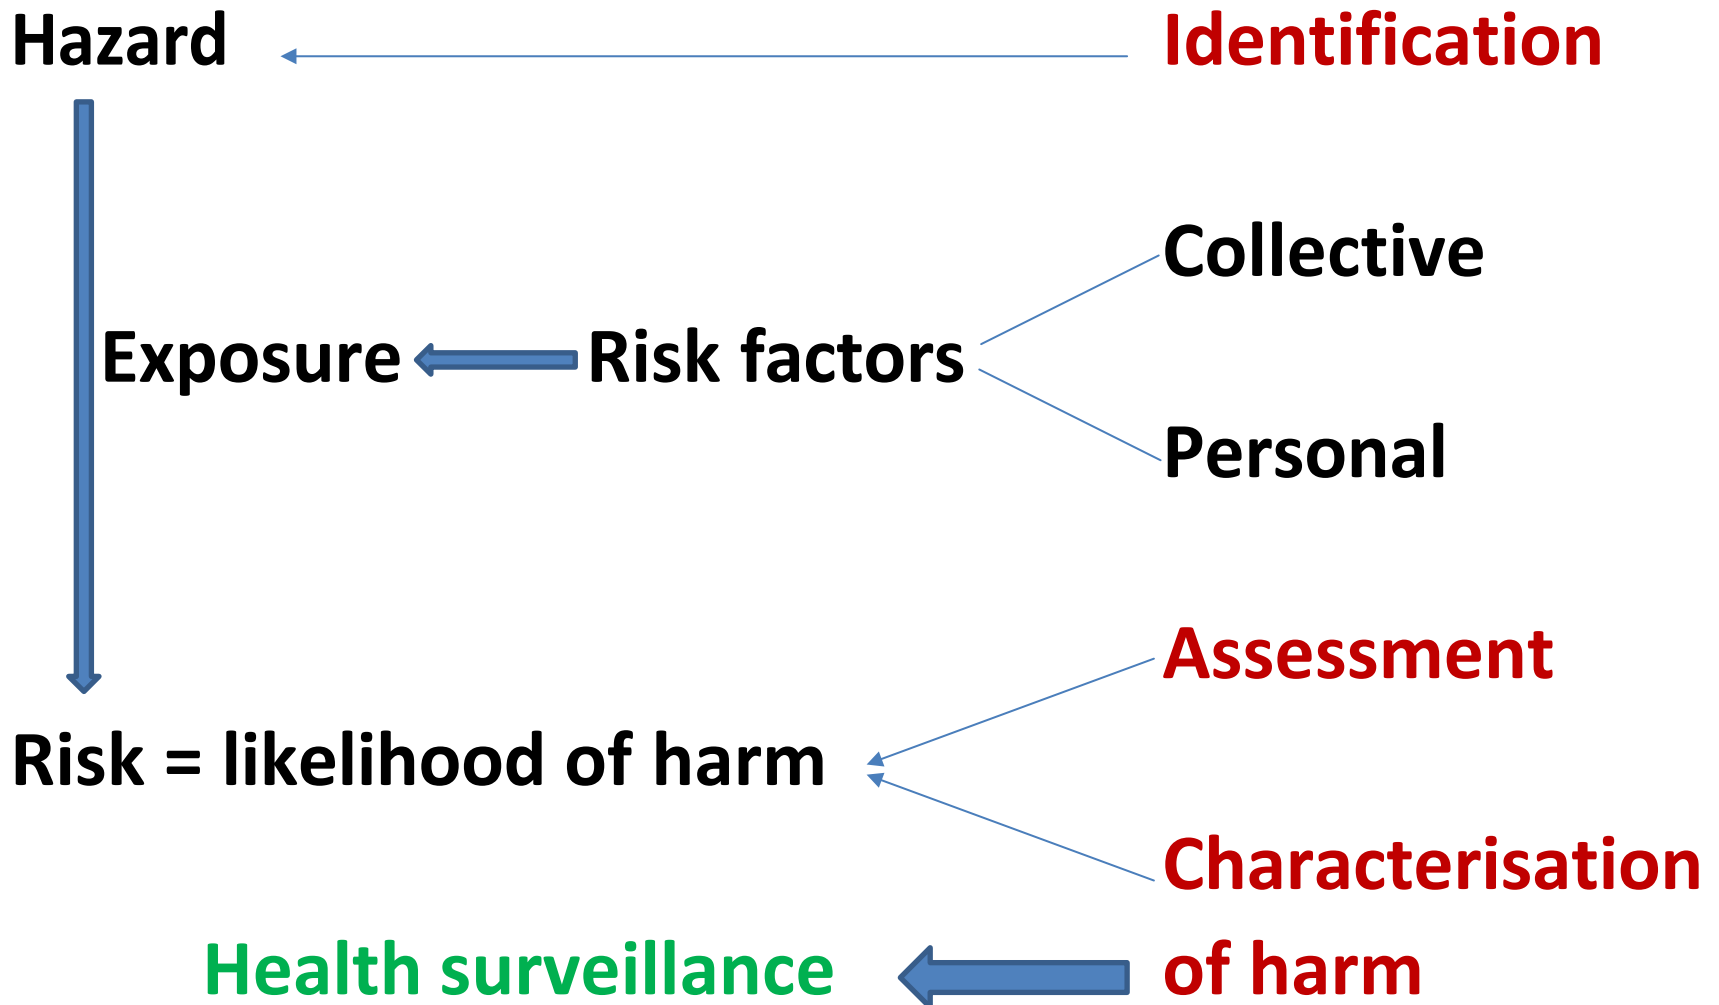 Hazard
Identification
Collective
Exposure
Risk factors
Personal
Assessment
Risk = likelihood of harm
Characterisation
Health surveillance
of harm